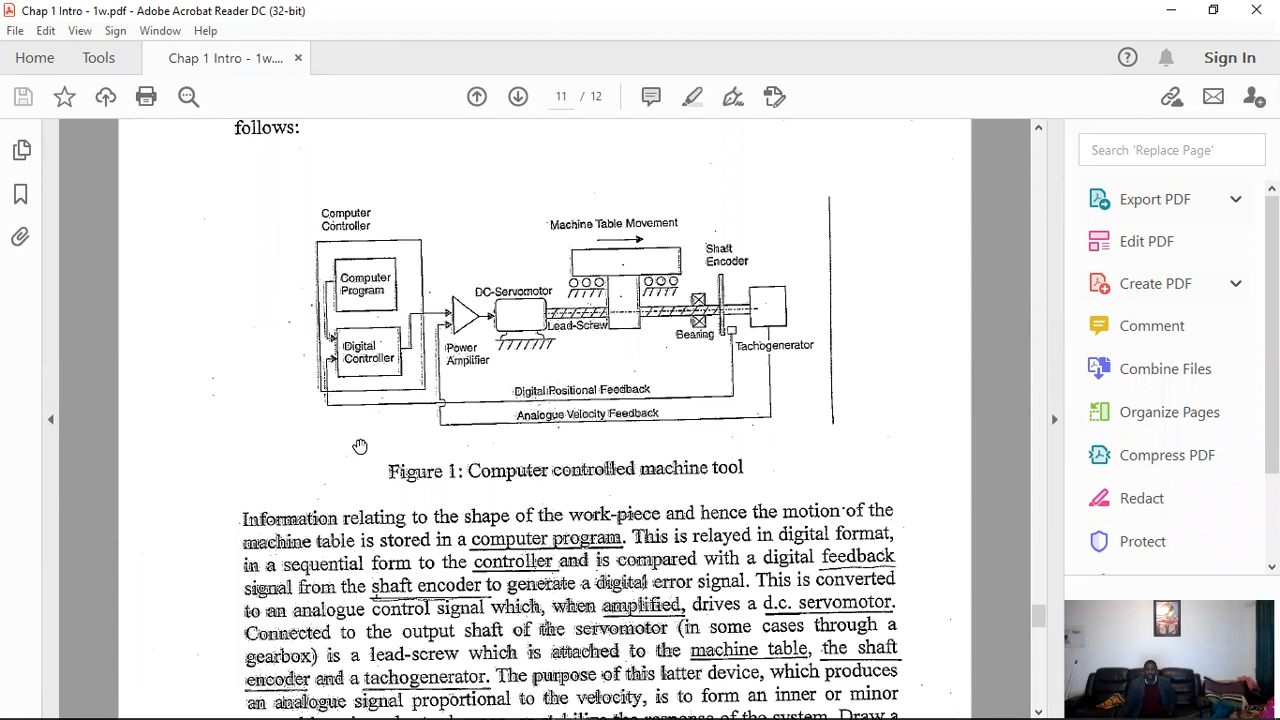 Chap 1 Intro - 1w.pdf - Adobe Acrobat Reader DC (32-bit)
File Edit View Sign Window Help
Home Tools Chap 1 Intro - 1w.... × Sign In
11 / 12
follows:
Computer
Controller
Machine Table Movement
Shaft
Encoder
Computer
Program
DC-Servomotor
Lead-Screw
Bearing
Digital
Controller
Power
Amplifier
Tachogenerator
Digital Positional Feedback
Analogue Velocity Feedback
Figure 1: Computer controlled machine tool
Information relating to the shape of the work-piece and hence the motion of the
machine table is stored in a computer program. This is relayed in digital format,
in a sequential form to the controller and is compared with a digital feedback
signal from the shaft encoder to generate a digital error signal. This is converted
to an analogue control signal which, when amplified, drives a d.c. servomotor.
Connected to the output shaft of the servomotor (in some cases through a
gearbox) is a lead-screw which is attached to the machine table, the shaft
encoder and a tachogenerator. The purpose of this latter device, which produces
an analogue signal proportional to the velocity, is to form an inner or minor
the response of the system. Draw a
Search 'Replace Page'
Export PDF
Edit PDF
Create PDF
Comment
Combine Files
Organize Pages
Compress PDF
Redact
Protect